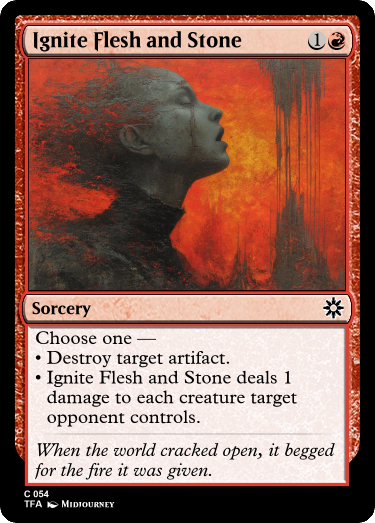 Ignite Flesh and Stone 1
Sorcery
Choose one —
• Destroy target artifact.
• Ignite Flesh and Stone deals 1
damage to each creature target
opponent controls.
When the world cracked open, it begged
for the fire it was given.
C 054
TFA Midjourney